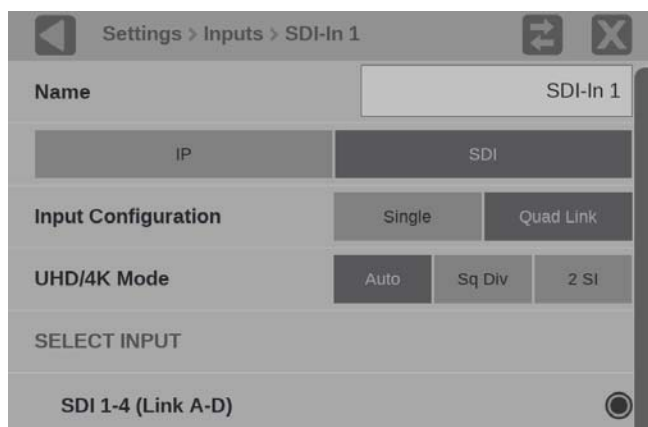 Settings > Inputs > SDI-In 1
Name SDI-In 1
IP SDI
Input Configuration Single Quad Link
UHD/4K Mode Auto Sq Div 2 SI
SELECT INPUT
SDI 1-4 (Link A-D)